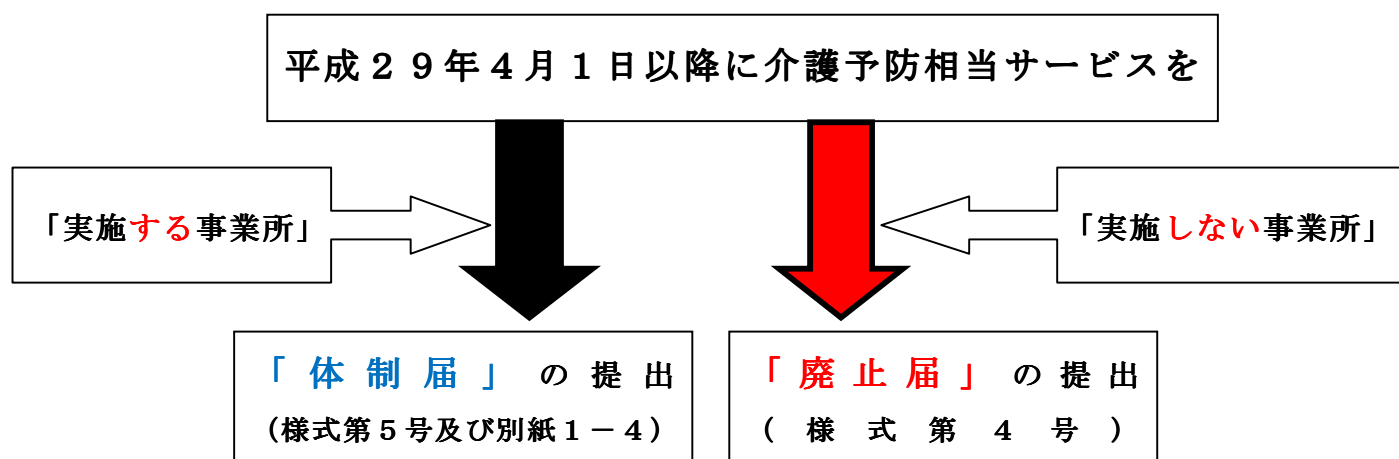 平成２９年４月１日以降に介護予防相当サービスを
「実施する事業所」
「実施しない事業所」
「体制届」の提出
（様式第５号及び別紙１－４）
「廃止届」の提出
（様式第４号）